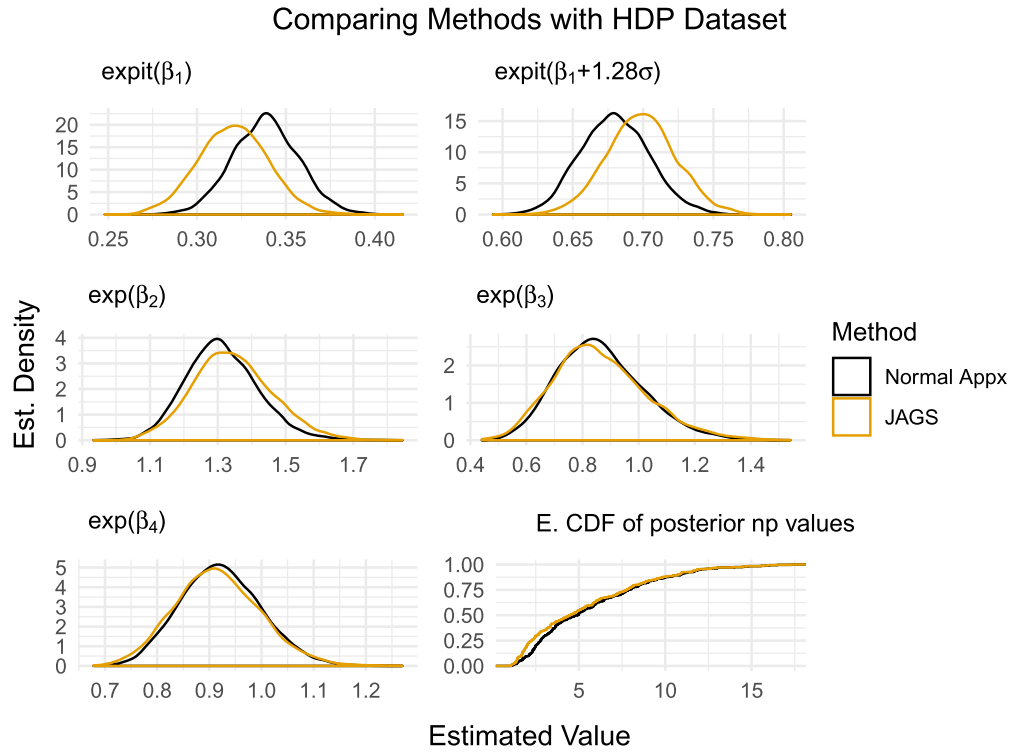 Comparing Methods with HDP Dataset
expit(β₁)
expit(β₁+1.28σ)
20
15
10
5
0
0.25 0.30 0.35 0.40
15
10
5
0
0.60 0.65 0.70 0.75 0.80
exp(β₂)
exp(β₃)
4
3
2
1
0
0.9 1.1 1.3 1.5 1.7
2
1
0
0.4 0.6 0.8 1.0 1.2 1.4
Est. Density
Method
Normal Appx
JAGS
exp(β₄)
E. CDF of posterior np values
5
4
3
2
1
0
0.7 0.8 0.9 1.0 1.1 1.2
1.00
0.75
0.50
0.25
0.00
5 10 15
Estimated Value